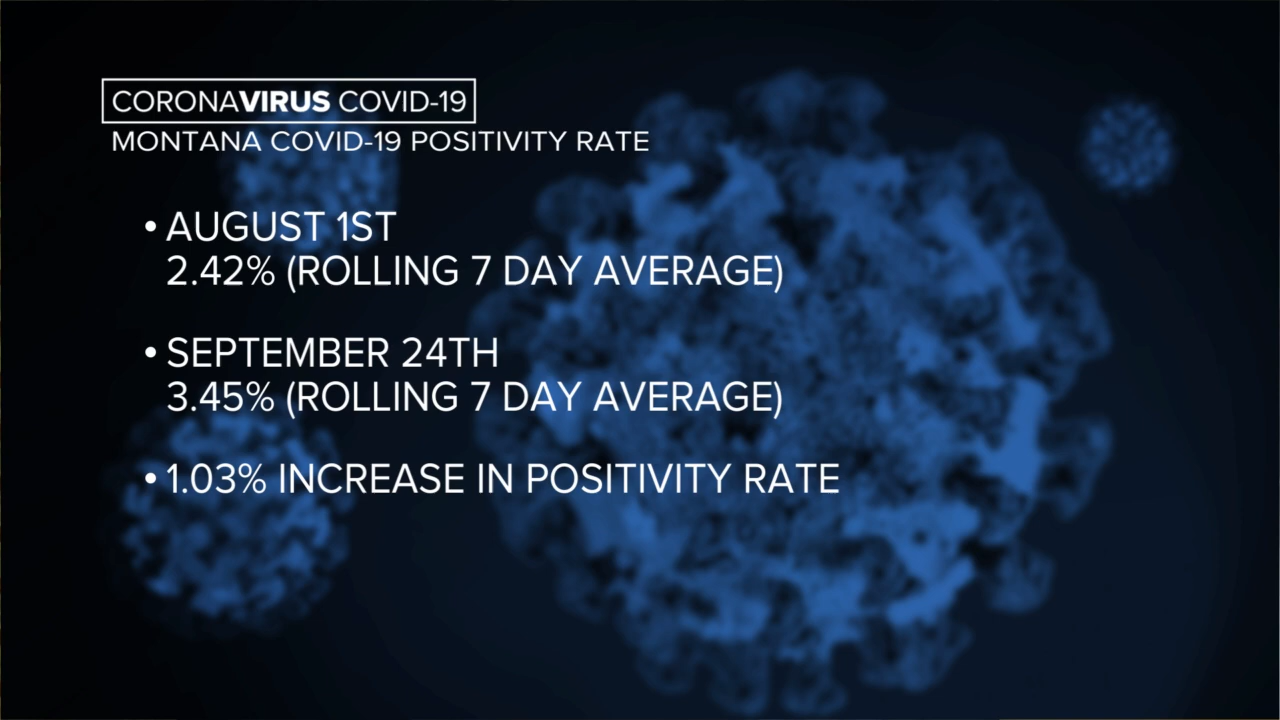 CORONAVIRUS COVID-19
MONTANA COVID-19 POSITIVITY RATE
• AUGUST 1ST
2.42% (ROLLING 7 DAY AVERAGE)
• SEPTEMBER 24TH
3.45% (ROLLING 7 DAY AVERAGE)
• 1.03% INCREASE IN POSITIVITY RATE